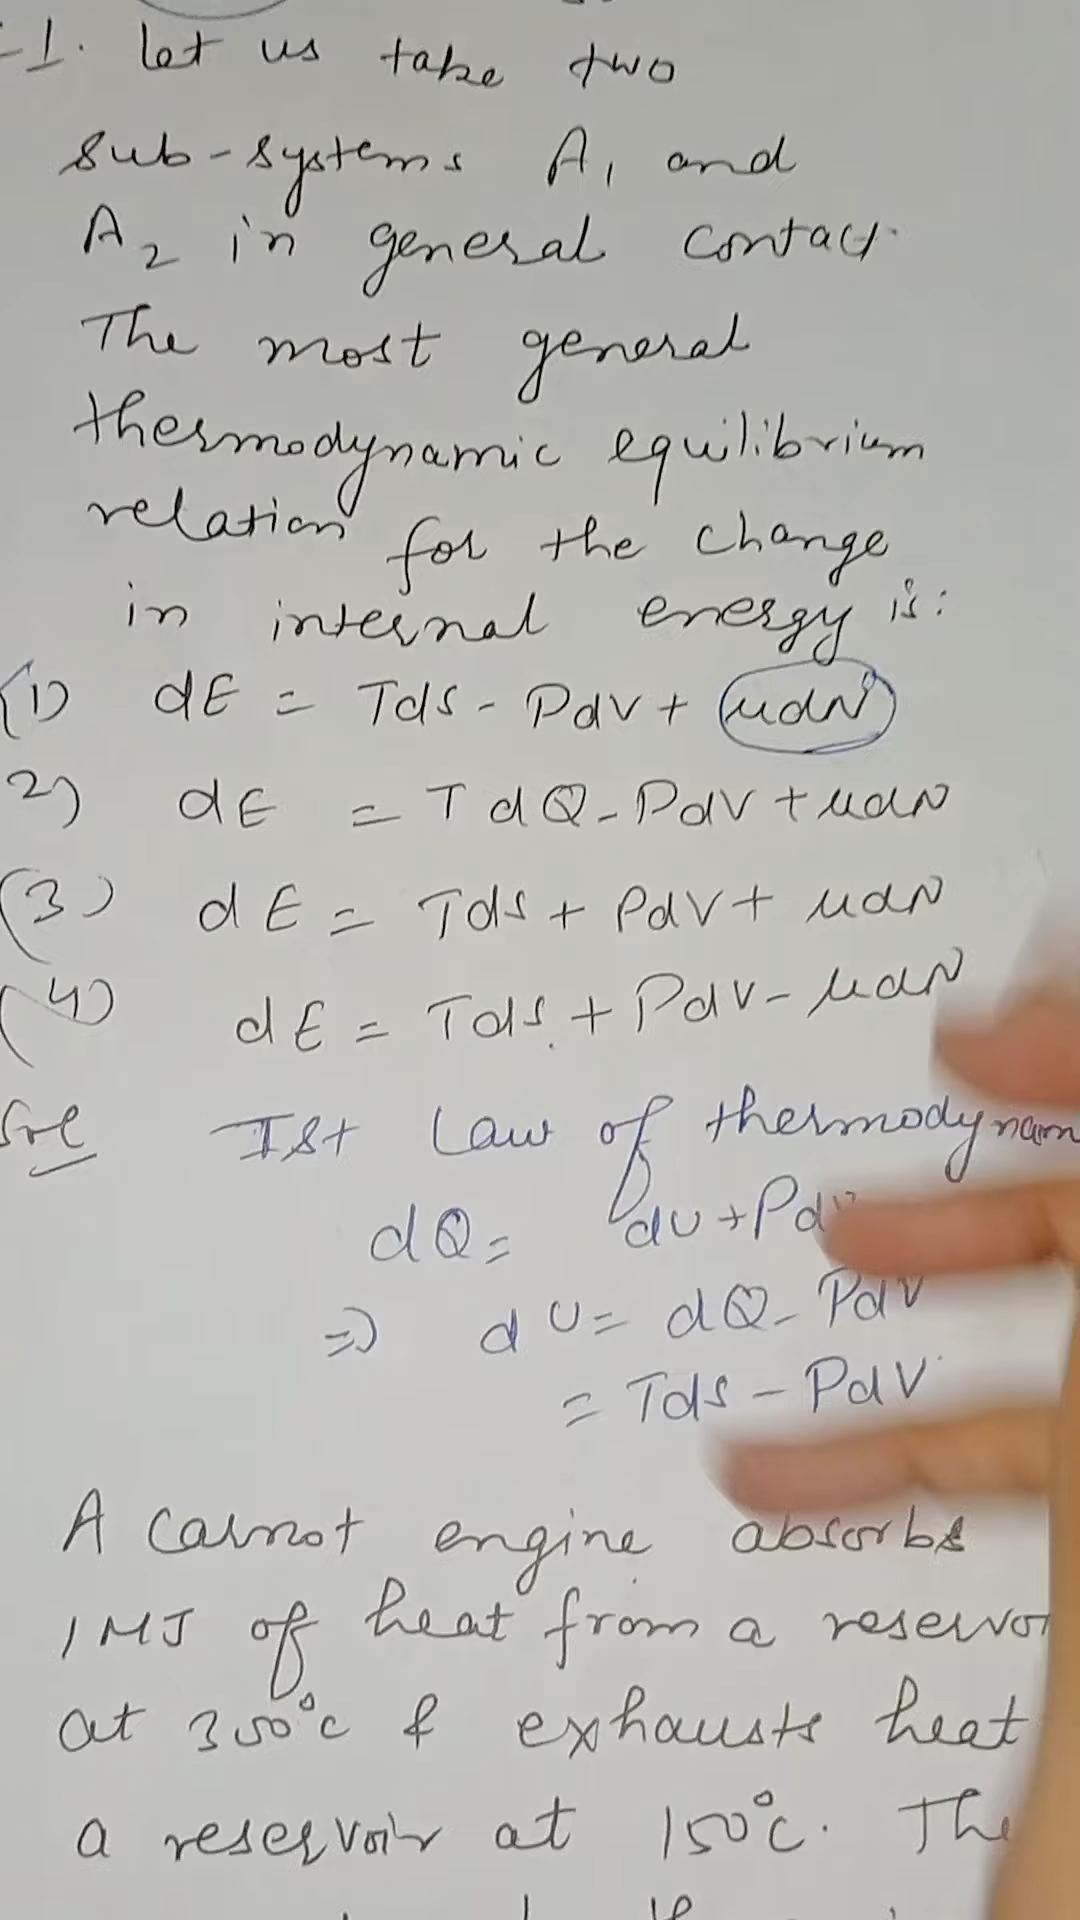 -1. let us take two
sub-systems A₁ and
A₂ in general contact.
The most general
thermodynamic equilibrium
relation for the change
in internal energy is:
(1) dE = Tds - Pdv + μdN
2) dE = TdQ - Pdv + μdN
(3) dE = Tds + Pdv + μdN
(4) dE = Tds + Pdv - μdN
Ist Law of thermodynam
dQ = dU + Pdv
=> dU = dQ - Pdv
= Tds - Pdv
A Carnot engine absorbs
1MJ of heat from a reservoi
at 350°c & exhausts heat
a reservoir at 150°c. The